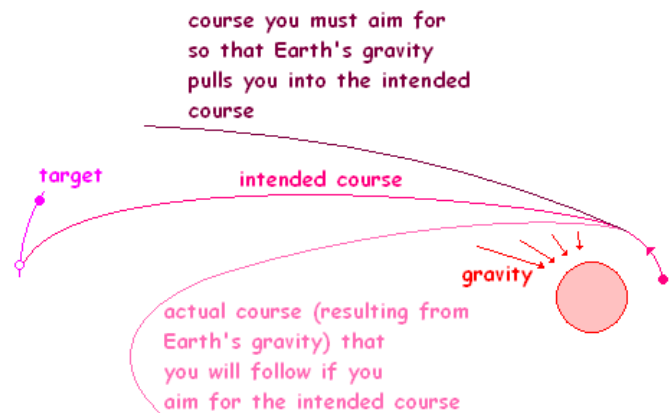 course you must aim for
so that Earth's gravity
pulls you into the intended
course
target
intended course
gravity
actual course (resulting from
Earth's gravity) that
you will follow if you
aim for the intended course